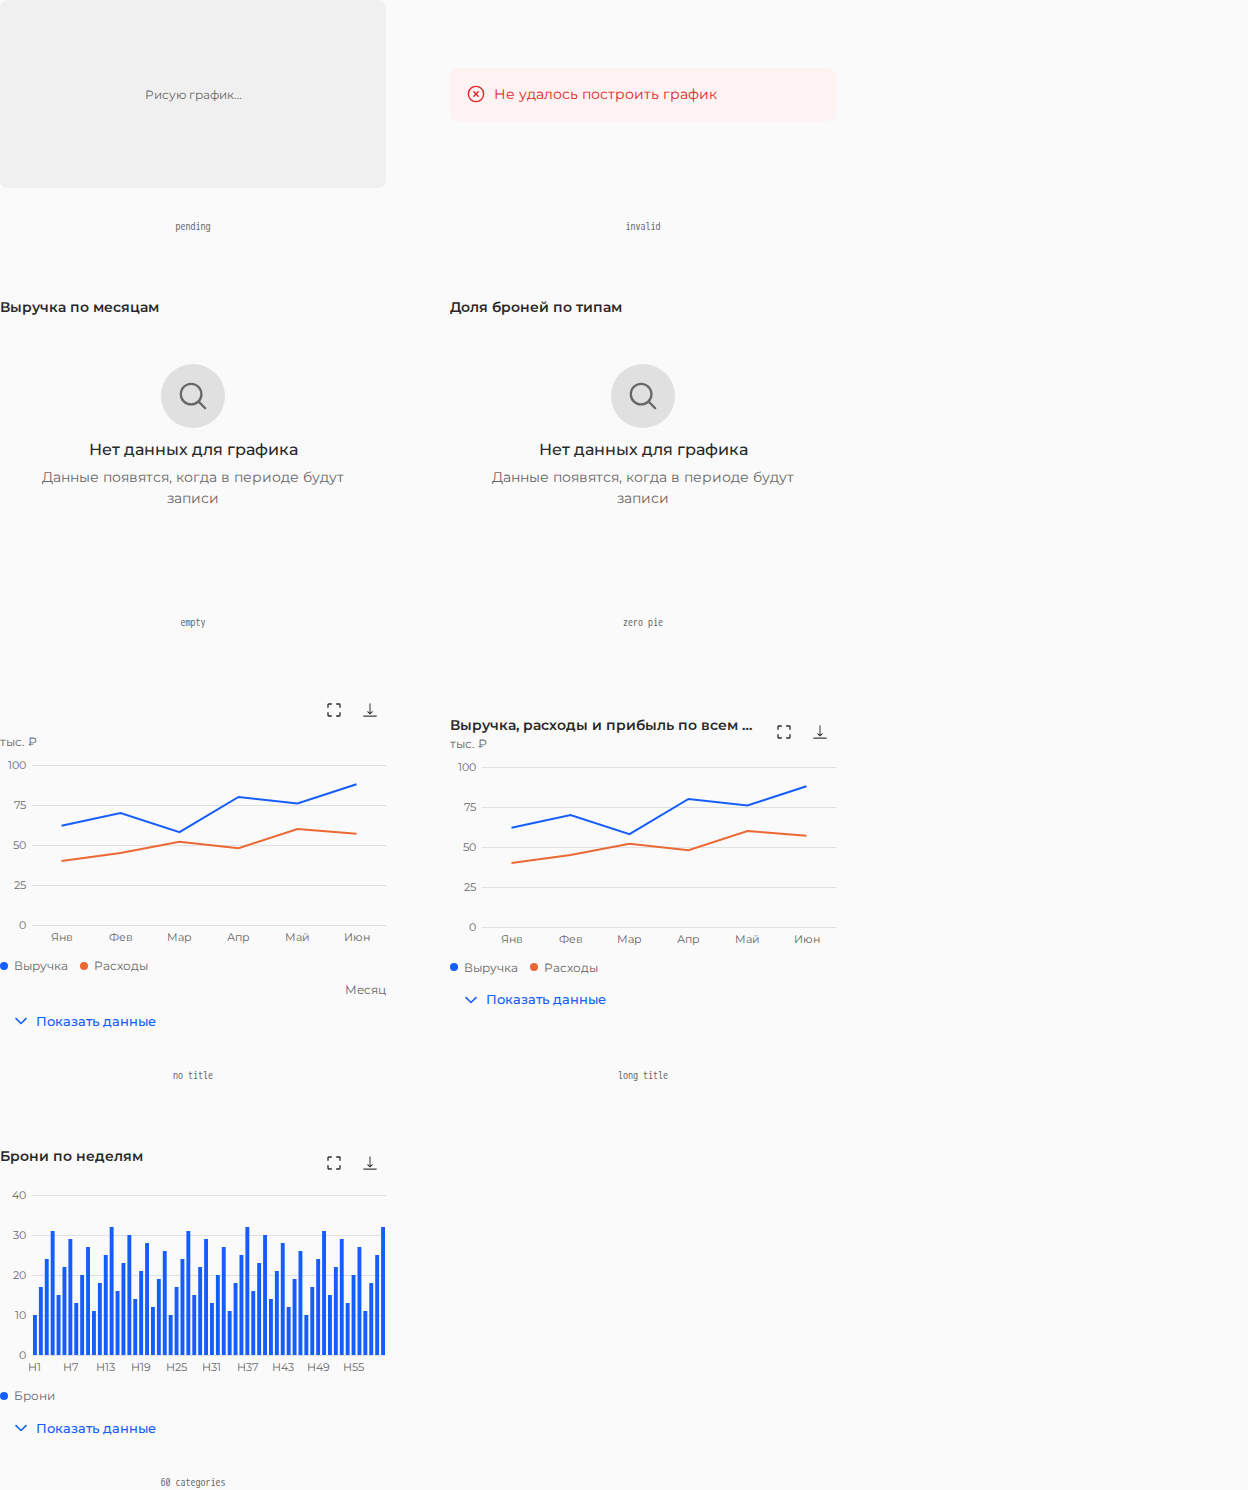 Рисую график...
Не удалось построить график
pending
invalid
Выручка по месяцам
Доля броней по типам
Нет данных для графика
Данные появятся, когда в периоде будут
записи
Нет данных для графика
Данные появятся, когда в периоде будут
записи
empty
zero pie
тыс. ₽
100
75
50
25
0
Янв Фев Мар Апр Май Июн
Выручка Расходы
Месяц
Показать данные
no title
Выручка, расходы и прибыль по всем ...
тыс. ₽
100
75
50
25
0
Янв Фев Мар Апр Май Июн
Выручка Расходы
Показать данные
long title
Брони по неделям
40
30
20
10
0
Н1 Н7 Н13 Н19 Н25 Н31 Н37 Н43 Н49 Н55
Брони
Показать данные
60 categories